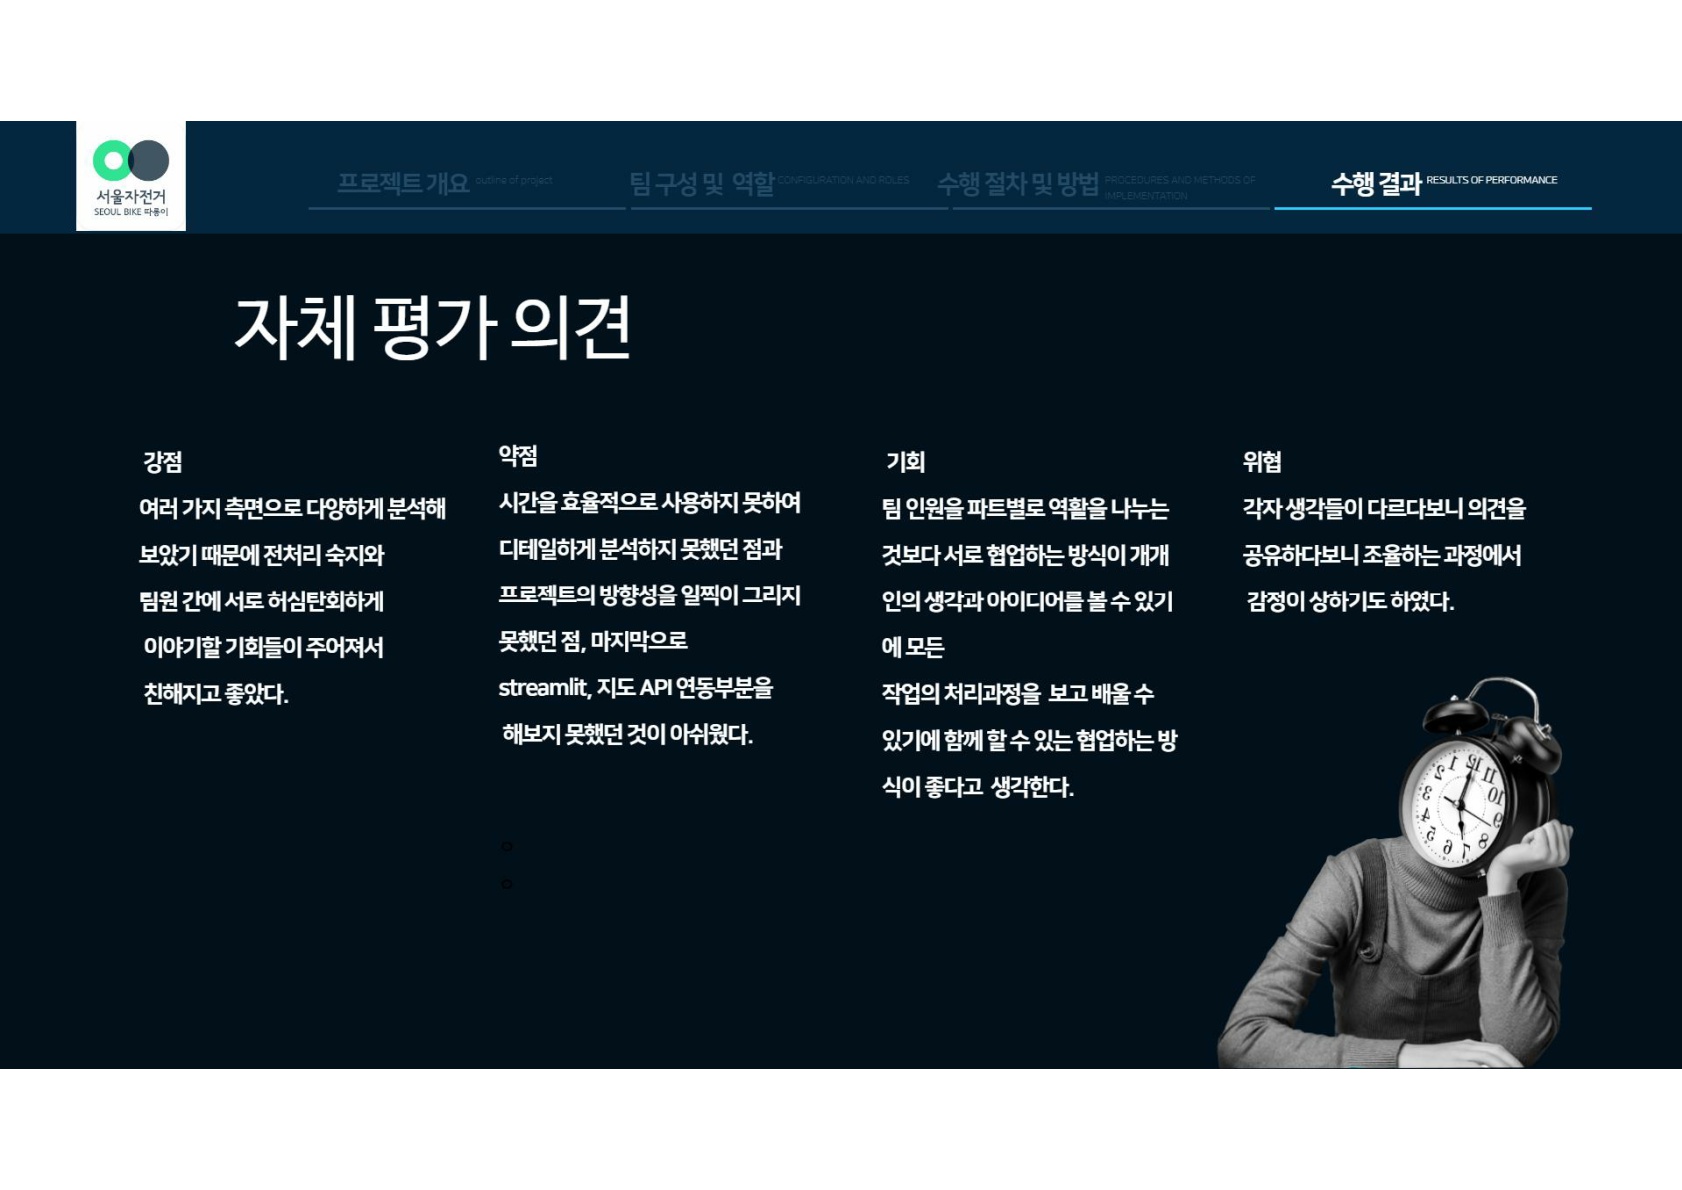 서울자전거
SEOUL BIKE 따릉이
프로젝트 개요 outline of project
팀 구성 및 역할 CONFIGURATION AND ROLES
수행 절차 및 방법 PROCEDURES AND METHODS OF
IMPLEMENTATION
수행 결과 RESULTS OF PERFORMANCE
자체 평가 의견
강점
여러 가지 측면으로 다양하게 분석해
보았기 때문에 전처리 숙지와
팀원 간에 서로 허심탄회하게
이야기할 기회들이 주어져서
친해지고 좋았다.
약점
시간을 효율적으로 사용하지 못하여
디테일하게 분석하지 못했던 점과
프로젝트의 방향성을 일찍이 그리지
못했던 점, 마지막으로
streamlit, 지도 API 연동부분을
해보지 못했던 것이 아쉬웠다.
기회
팀 인원을 파트별로 역활을 나누는
것보다 서로 협업하는 방식이 개개
인의 생각과 아이디어를 볼 수 있기
에 모든
작업의 처리과정을 보고 배울 수
있기에 함께 할 수 있는 협업하는 방
식이 좋다고 생각한다.
위협
각자 생각들이 다르다보니 의견을
공유하다보니 조율하는 과정에서
감정이 상하기도 하였다.
12 1 2 3 4 5 6 7 8 9 10 11